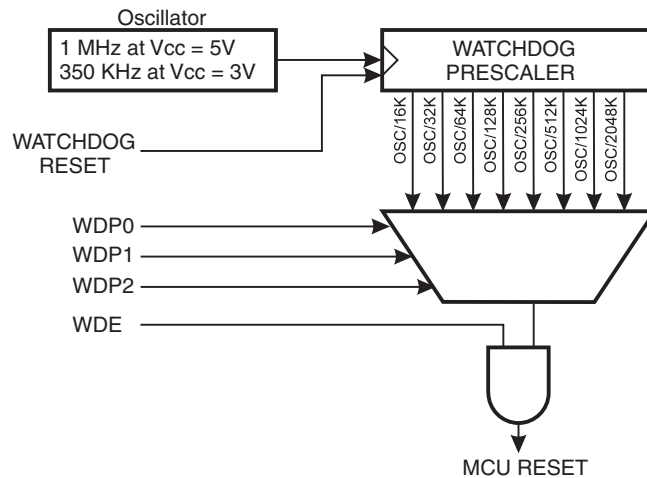 Oscillator
1 MHz at Vcc = 5V
350 KHz at Vcc = 3V
WATCHDOG
PRESCALER
WATCHDOG
RESET
OSC/16K
OSC/32K
OSC/64K
OSC/128K
OSC/256K
OSC/512K
OSC/1024K
OSC/2048K
WDP0
WDP1
WDP2
WDE
MCU RESET